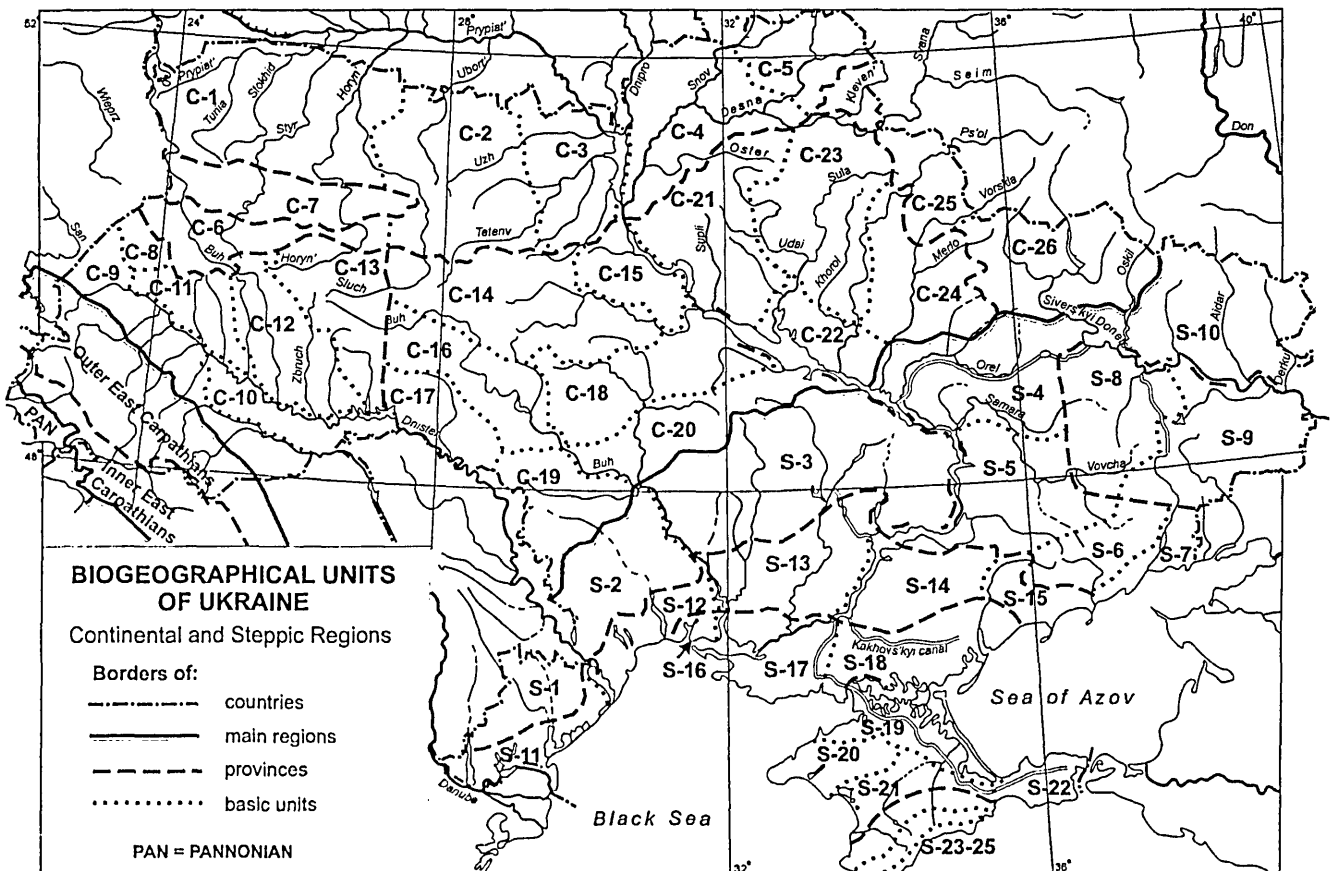 52
24°
28°
32
36°
40°
Prypiat'
Prypiat'
Stokhid
Horyn'
Ubort'
Dnipro
Snov
C-5
Klevan'
Svana
Seim
C-1
Wieprz
Turiia
Styr
C-2
Uzh
C-3
Desna
C-4
Oster
C-23
Ps'ol
Don
Sula
C-7
C-21
C-25
Vorskla
San
C-6
Buh
Horyn'
Teterv
Supii
Udai
Merlo
C-26
Oskil
C-8
C-9
C-11
C-13
Sluch
C-14
C-15
Khorol
C-24
Sivers'kyi Donets
Aidar
S-10
C-12
Zbruch
Buh
C-16
C-22
Orel
Derkul
Outer East Carpathians
C-10
C-17
C-18
S-4
S-8
Samara
PAN
Dnister
C-20
S-9
48°
Inner East
Carpathians
Buh
S-3
S-5
Vovcha
C-19
BIOGEOGRAPHICAL UNITS
OF UKRAINE
Continental and Steppic Regions
Borders of:
countries
main regions
provinces
basic units
PAN = PANNONIAN
S-2
S-13
S-6
S-7
S-12
S-14
S-15
Kakhovs'kyi canal
S-16
S-17
S-18
S-1
Sea of Azov
S-19
S-11
S-20
Danube
S-21
S-22
Black Sea
S-23-25
32°
36°